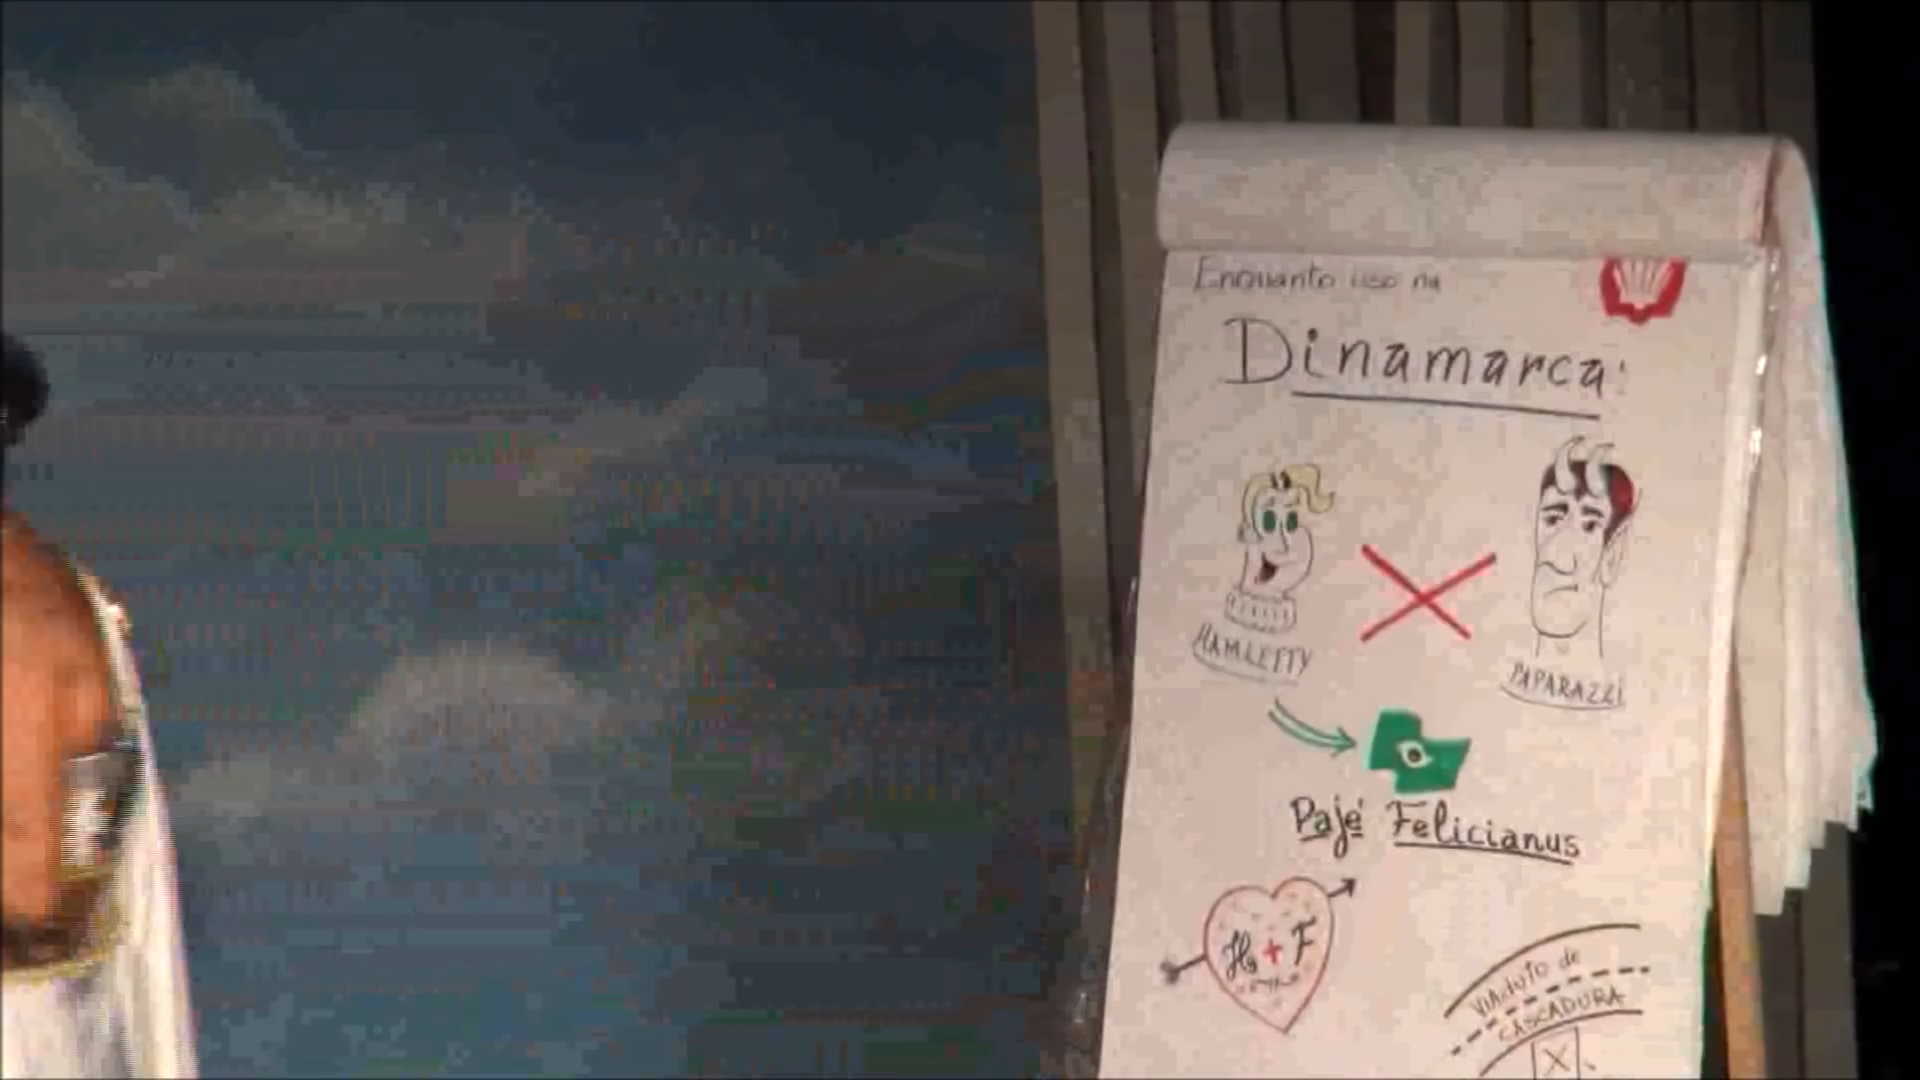 Enquanto isso na
Dinamarca:
HAMLETTY
PAPARAZZI
Pajé Felicianus
H + F
VIADUTO de
CASCADURA
X